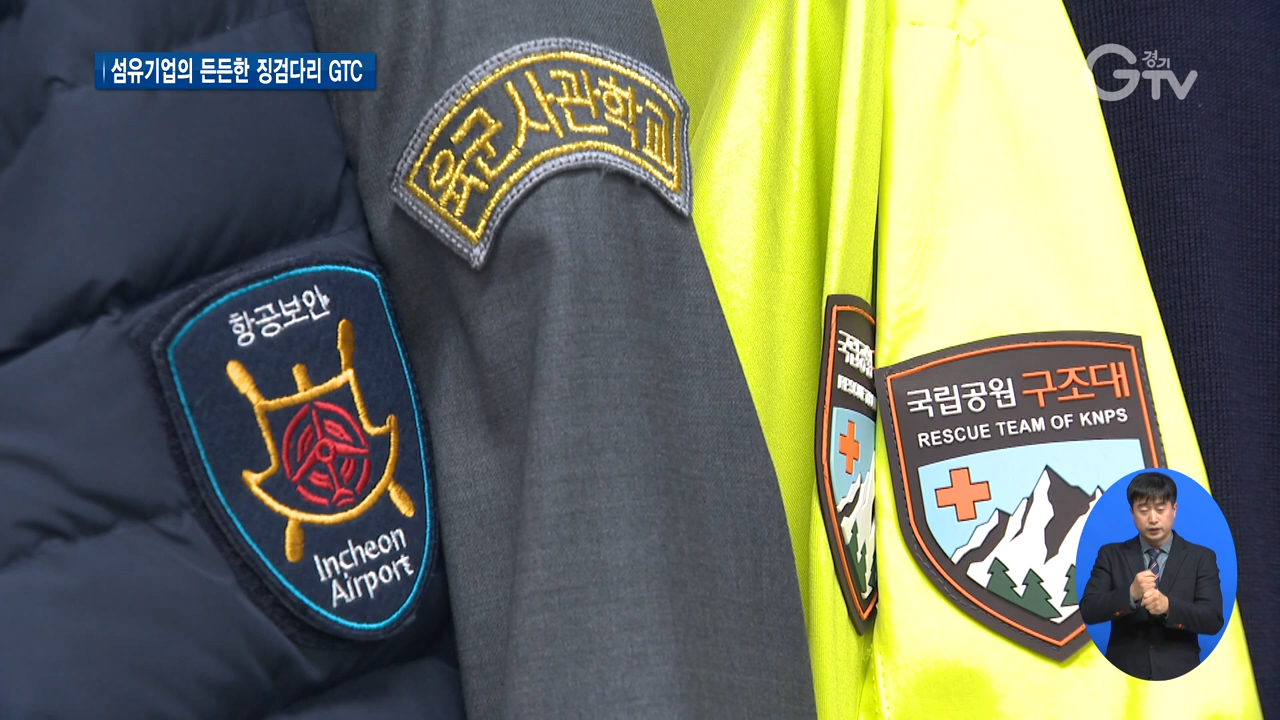 섬유기업의 든든한 징검다리 GTC
경기
GTV
육군사관학교
항공보안
Incheon
Airport
국립공원 구조대
RESCUE TEAM OF KNPS